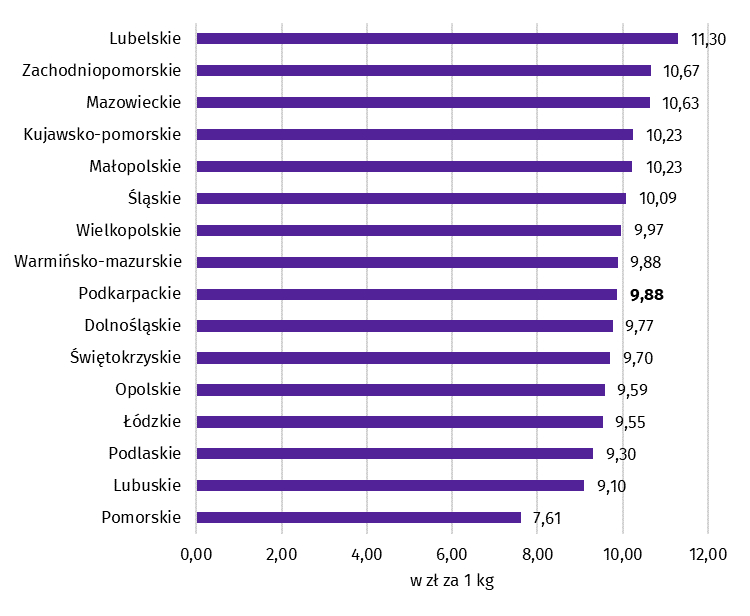 Lubelskie 11,30
Zachodniopomorskie 10,67
Mazowieckie 10,63
Kujawsko-pomorskie 10,23
Małopolskie 10,23
Śląskie 10,09
Wielkopolskie 9,97
Warmińsko-mazurskie 9,88
Podkarpackie 9,88
Dolnośląskie 9,77
Świętokrzyskie 9,70
Opolskie 9,59
Łódzkie 9,55
Podlaskie 9,30
Lubuskie 9,10
Pomorskie 7,61
0,00 2,00 4,00 6,00 8,00 10,00 12,00
w zł za 1 kg